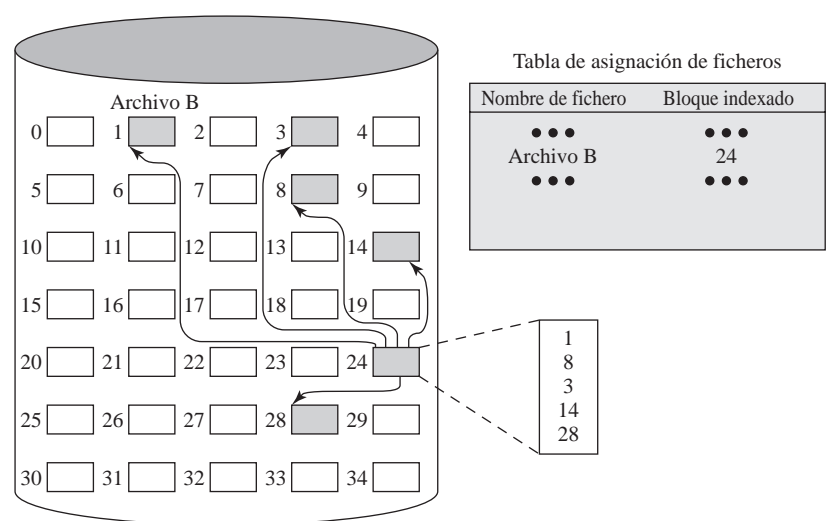 Tabla de asignación de ficheros
Nombre de fichero Bloque indexado
••• •••
Archivo B 24
••• •••
Archivo B
0 1 2 3 4
5 6 7 8 9
10 11 12 13 14
15 16 17 18 19
20 21 22 23 24
25 26 27 28 29
30 31 32 33 34
1
8
3
14
28